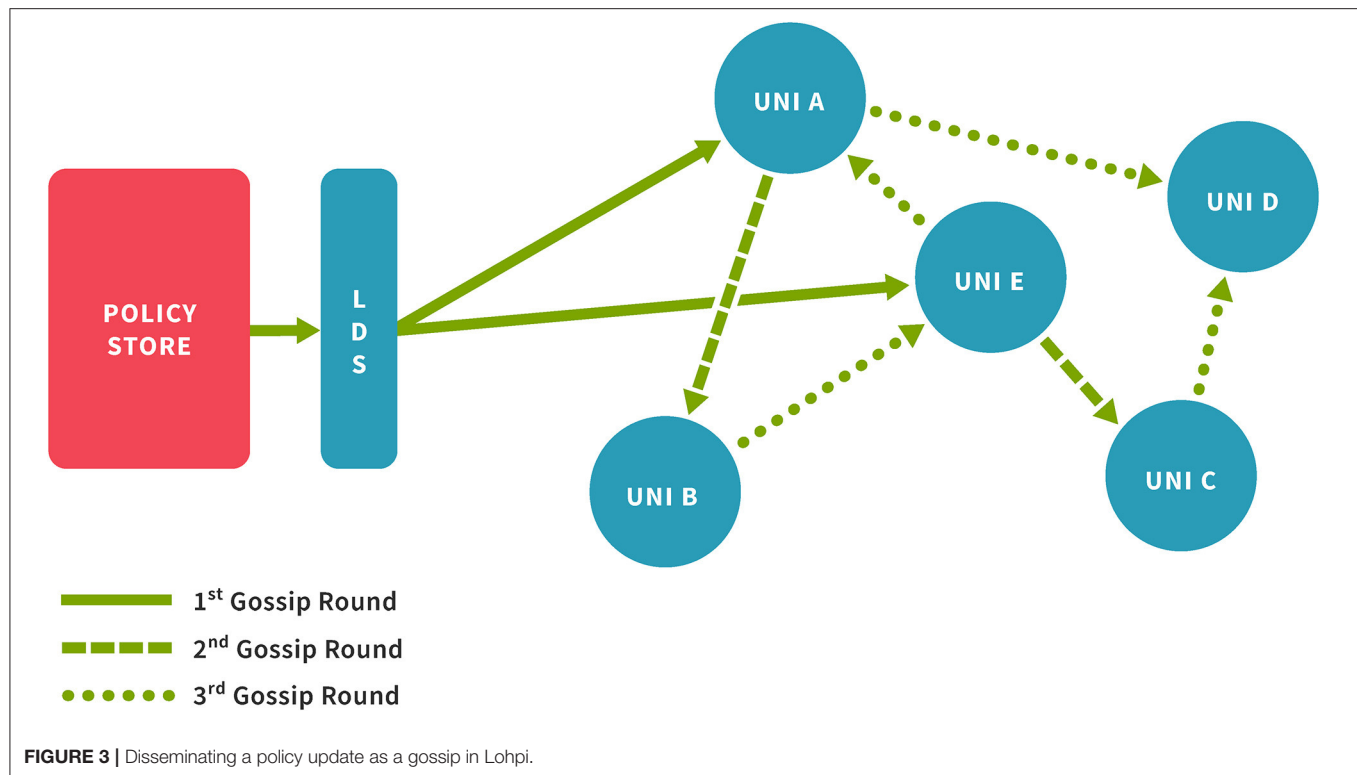 UNI A
UNI D
UNI E
POLICY
STORE
L
D
S
UNI B
UNI C
1st Gossip Round
2nd Gossip Round
3rd Gossip Round
FIGURE 3 | Disseminating a policy update as a gossip in Lohpi.